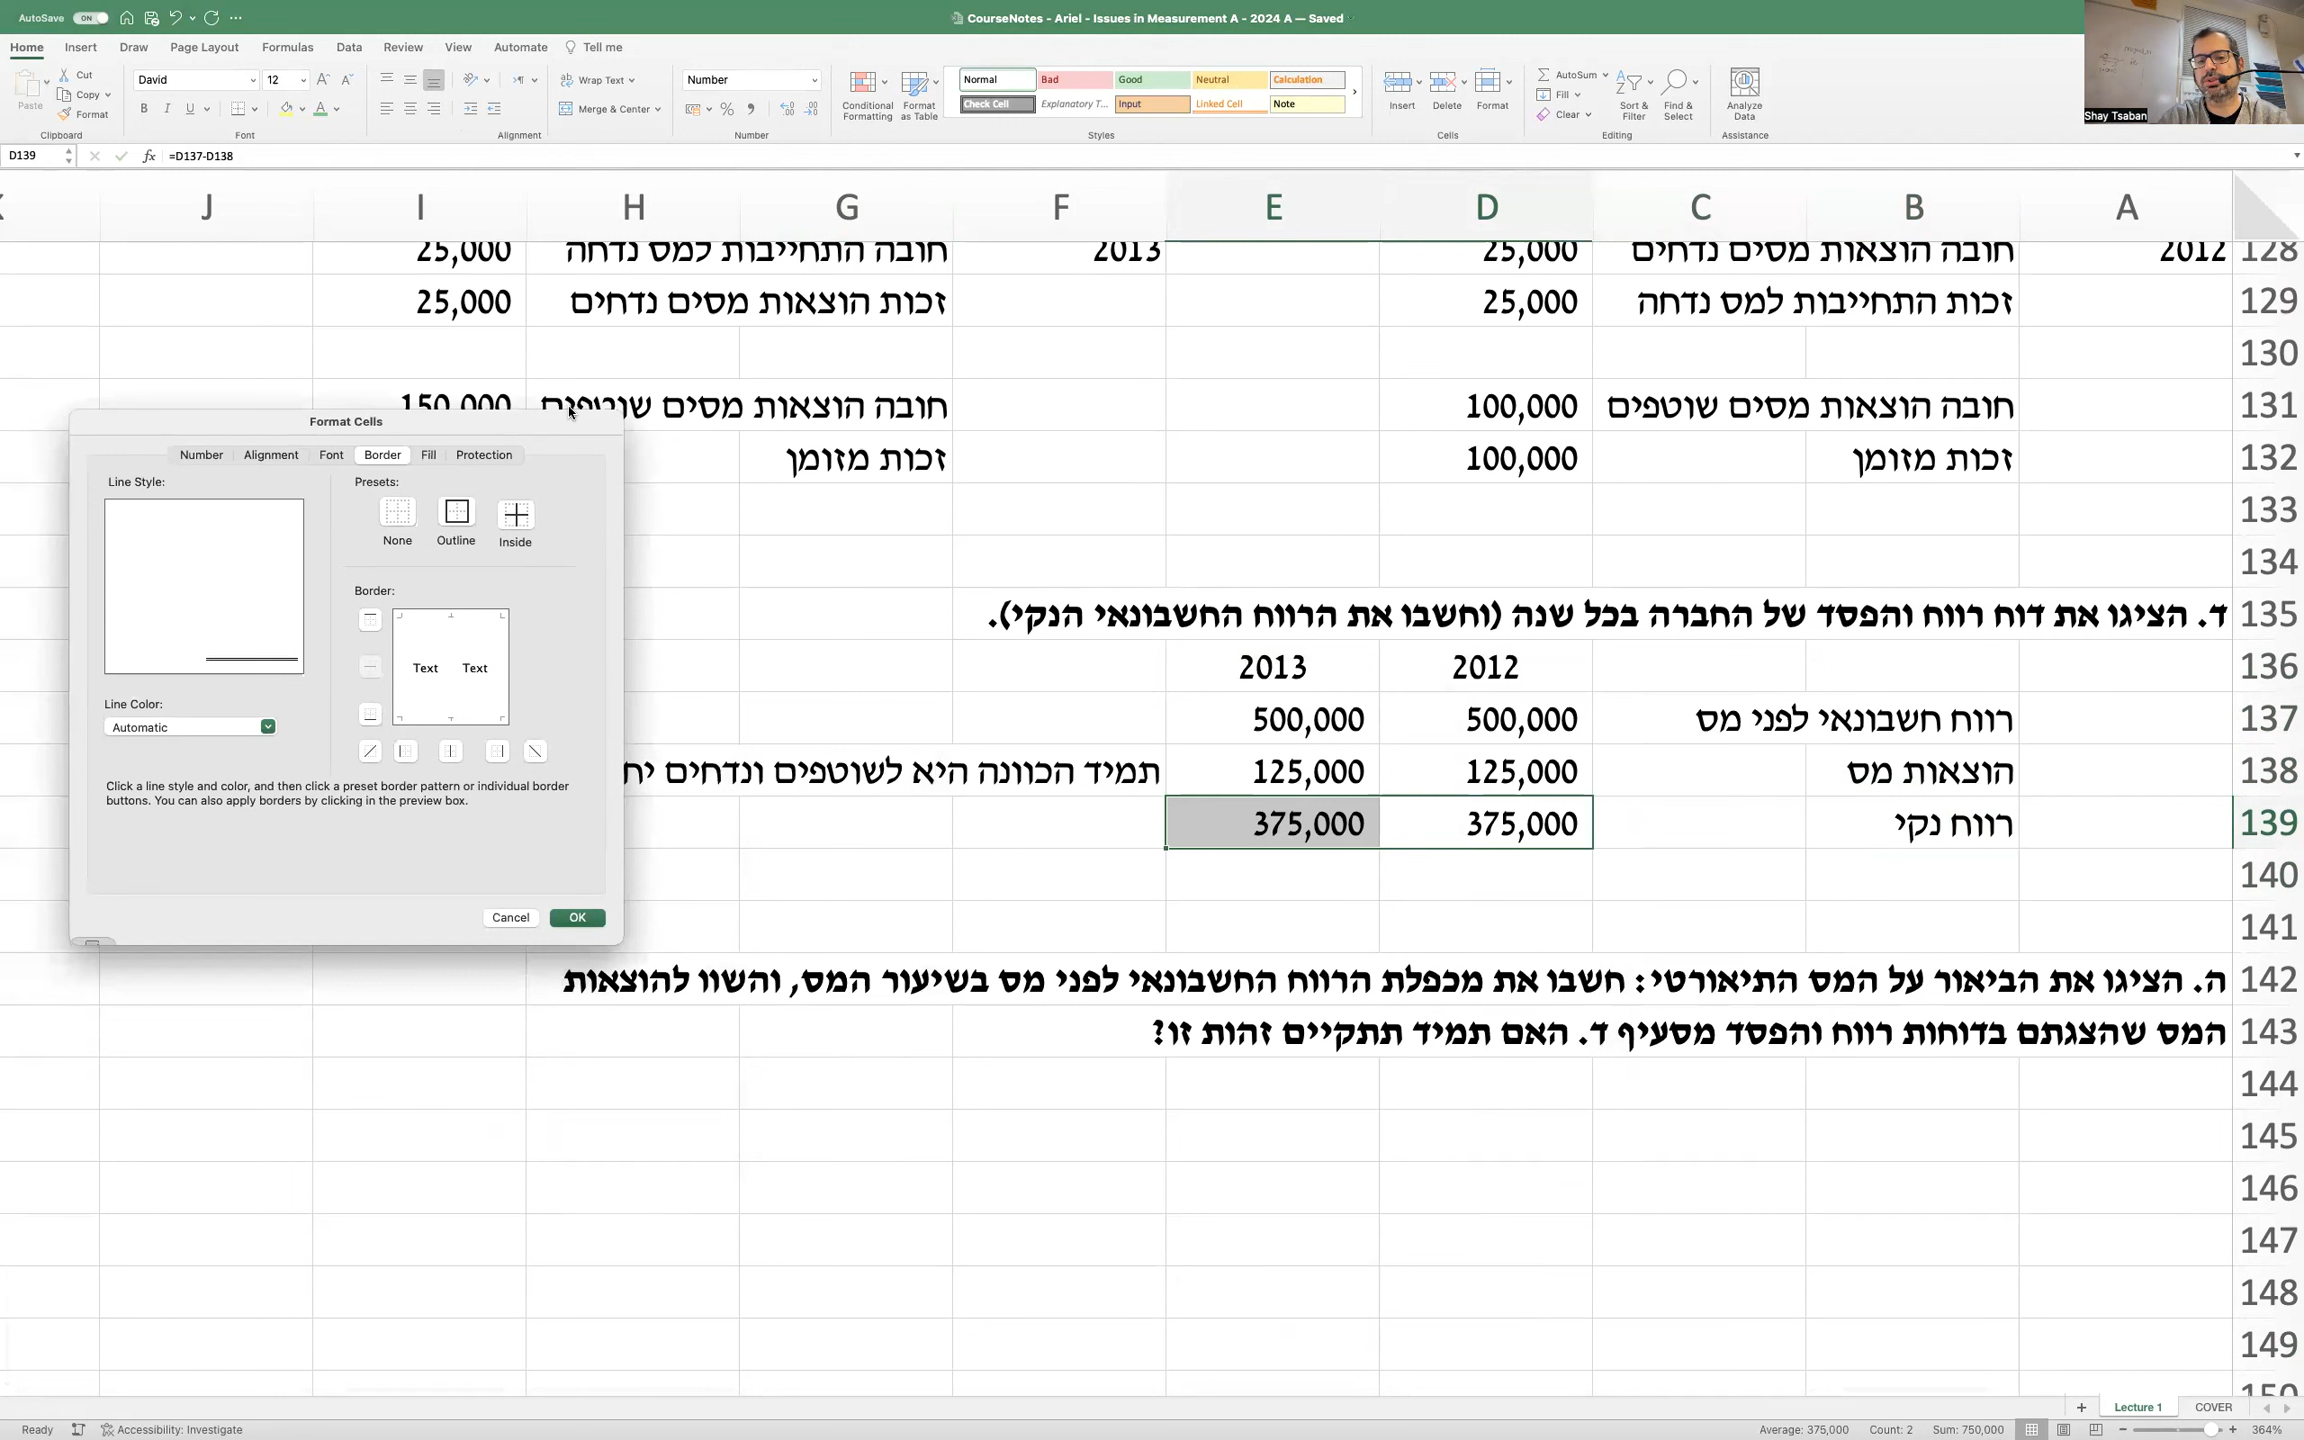 AutoSave ON
CourseNotes - Ariel - Issues in Measurement A - 2024 A — Saved
Home Insert Draw Page Layout Formulas Data Review View Automate Tell me
Paste Cut Copy Format Clipboard
David 12 Font
B I U A
Wrap Text Merge & Center Alignment
Number Number
Conditional Formatting Format as Table
Normal Bad Good Neutral Calculation
Check Cell Explanatory T... Input Linked Cell Note
Styles
Insert Delete Format Cells
AutoSum Fill Clear Sort & Filter Find & Select Editing
Analyze Data Assistance
Shay Tsaban
D139 fx =D137-D138
J I H G F E D C B A
128 2012 חובה הוצאות מסים נדחים 25,000 2013 חובה התחייבות למס נדחה 25,000
129 זכות התחייבות למס נדחה 25,000 זכות הוצאות מסים נדחים 25,000
130
131 חובה הוצאות מסים שוטפים 100,000 חובה הוצאות מסים שוטפים 150,000
132 זכות מזומן 100,000 זכות מזומן
133
134
135 ד. הציגו את דוח רווח והפסד של החברה בכל שנה (וחשבו את הרווח החשבונאי הנקי).
136 2012 2013
137 רווח חשבונאי לפני מס 500,000 500,000
138 הוצאות מס 125,000 125,000 תמיד הכוונה היא לשוטפים ונדחים יח
139 רווח נקי 375,000 375,000
140
141
142 ה. הציגו את הביאור על המס התיאורטי: חשבו את מכפלת הרווח החשבונאי לפני מס בשיעור המס, והשוו להוצאות
143 המס שהצגתם בדוחות רווח והפסד מסעיף ד. האם תמיד תתקיים זהות זו?
144
145
146
147
148
149
150
Format Cells
Number Alignment Font Border Fill Protection
Line Style:
Presets:
None Outline Inside
Border:
Text Text
Line Color:
Automatic
Click a line style and color, and then click a preset border pattern or individual border
buttons. You can also apply borders by clicking in the preview box.
Cancel OK
Lecture 1 COVER
Ready Accessibility: Investigate
Average: 375,000 Count: 2 Sum: 750,000 364%